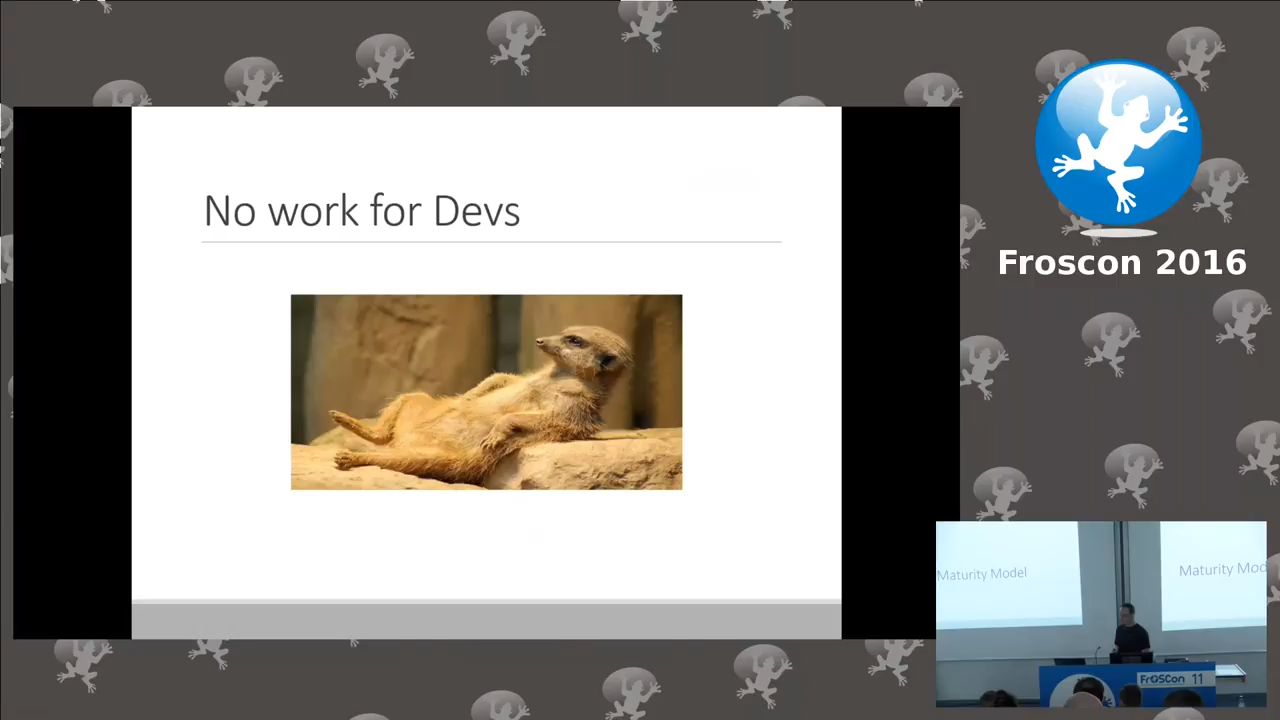 No work for Devs
Froscon 2016
Maturity Model
Maturity Mod
FrOSCon 11